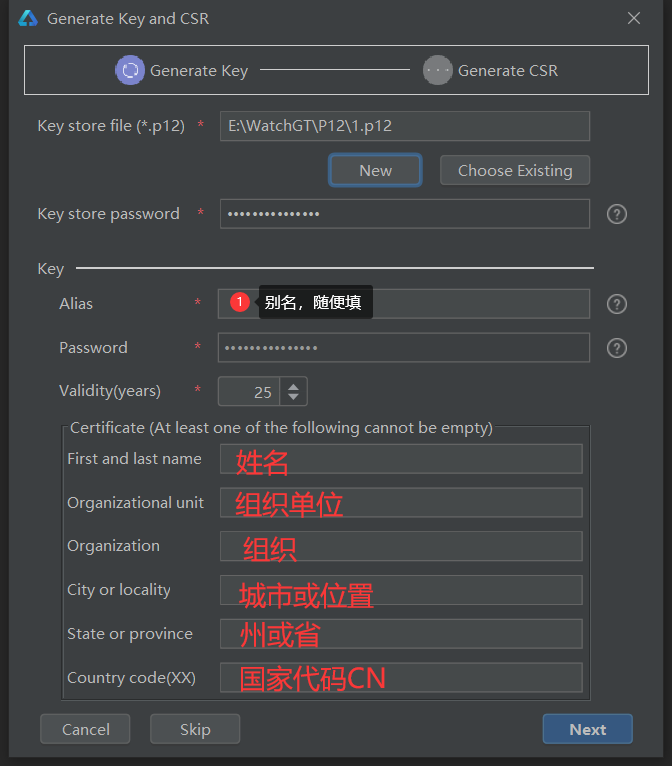 Generate Key and CSR
Generate Key
Generate CSR
Key store file (*.p12) * E:\WatchGT\P12\1.p12
New
Choose Existing
Key store password * •••••••••••••••
Key
Alias * 1 别名，随便填
Password * •••••••••••••••
Validity(years) * 25
Certificate (At least one of the following cannot be empty)
First and last name 姓名
Organizational unit 组织单位
Organization 组织
City or locality 城市或位置
State or province 州或省
Country code(XX) 国家代码CN
Cancel
Skip
Next